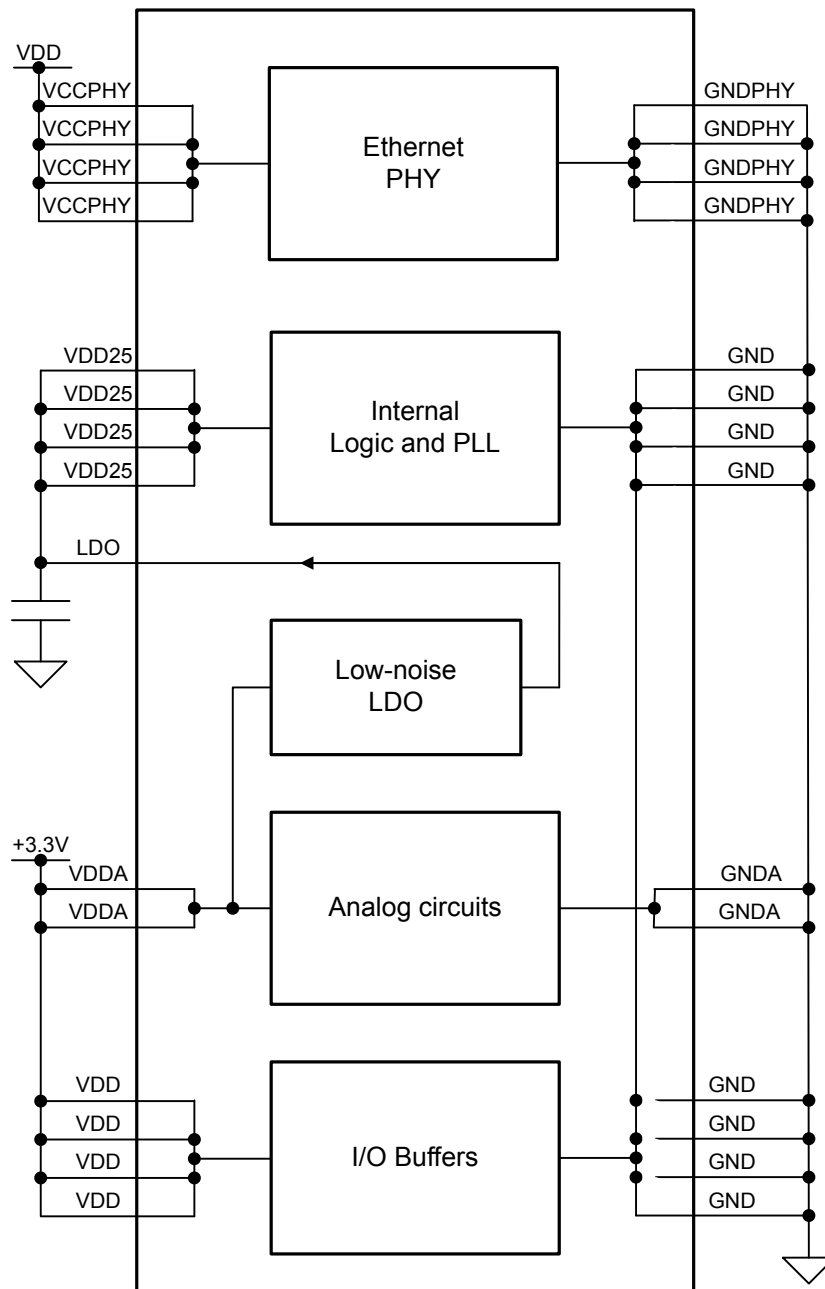 VDD
VCCPHY
VCCPHY
VCCPHY
VCCPHY
Ethernet
PHY
GNDPHY
GNDPHY
GNDPHY
GNDPHY
VDD25
VDD25
VDD25
VDD25
Internal
Logic and PLL
GND
GND
GND
GND
LDO
Low-noise
LDO
+3.3V
VDDA
VDDA
Analog circuits
GNDA
GNDA
VDD
VDD
VDD
VDD
I/O Buffers
GND
GND
GND
GND